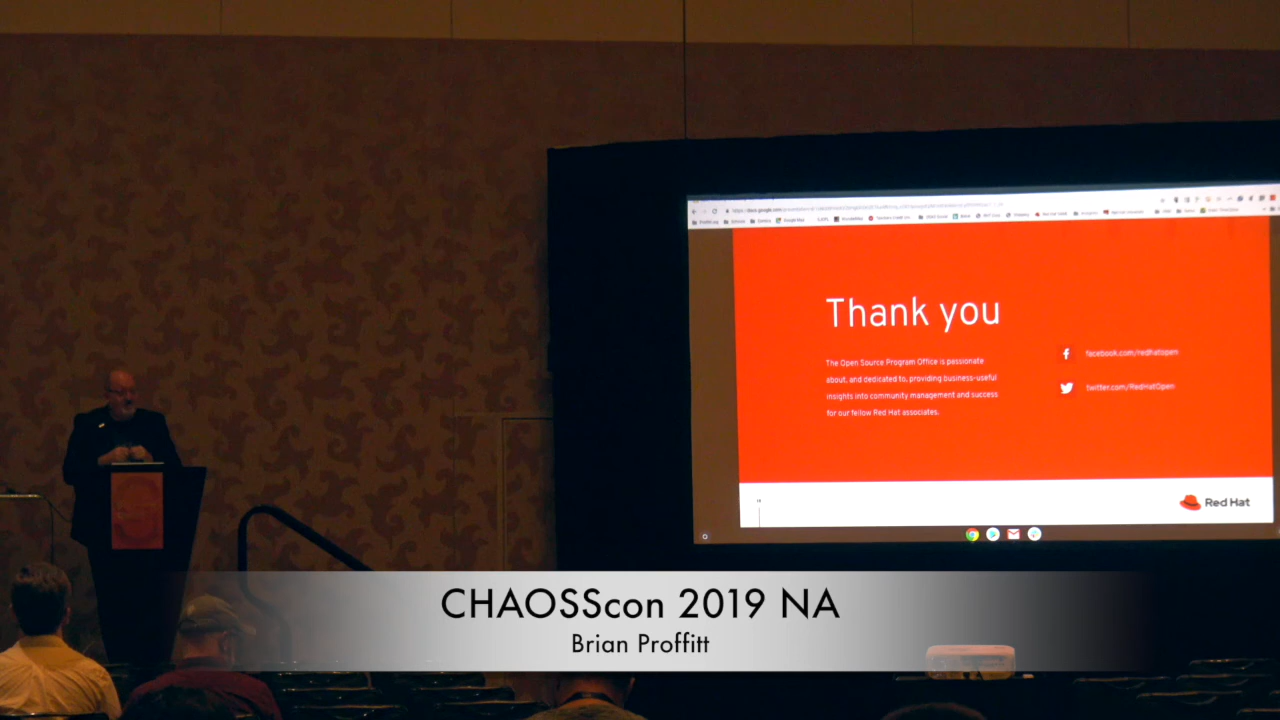 Thank you
The Open Source Program Office is passionate
about, and dedicated to, providing business-useful
insights into community management and success
for our fellow Red Hat associates.
facebook.com/redhatopen
twitter.com/RedHatOpen
Red Hat
CHAOSScon 2019 NA
Brian Proffitt